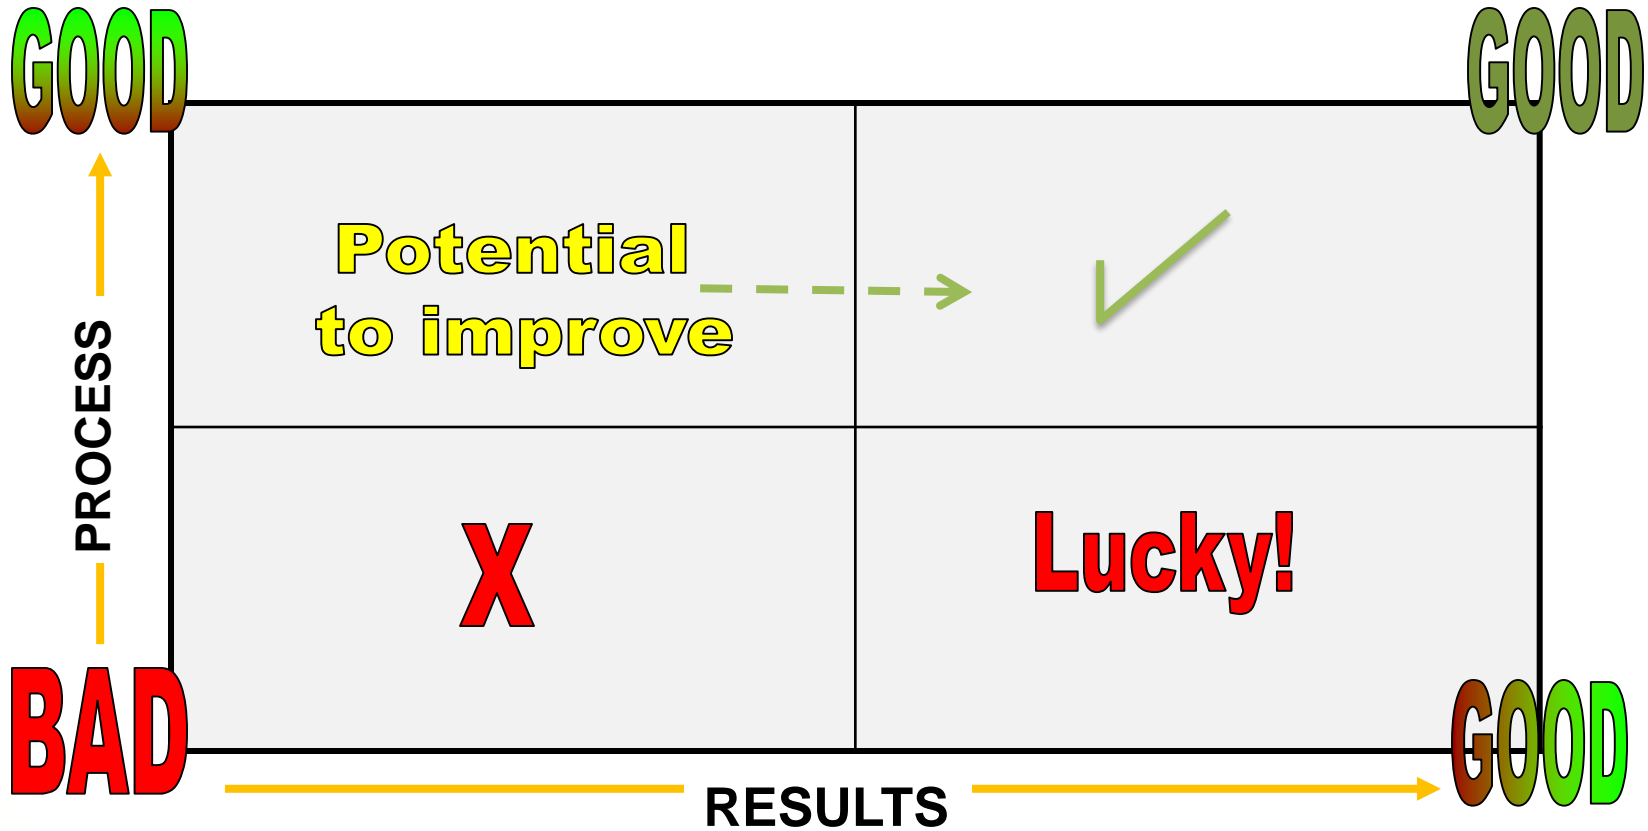 GOOD
GOOD
Potential
to improve
PROCESS
X
Lucky!
BAD
GOOD
RESULTS